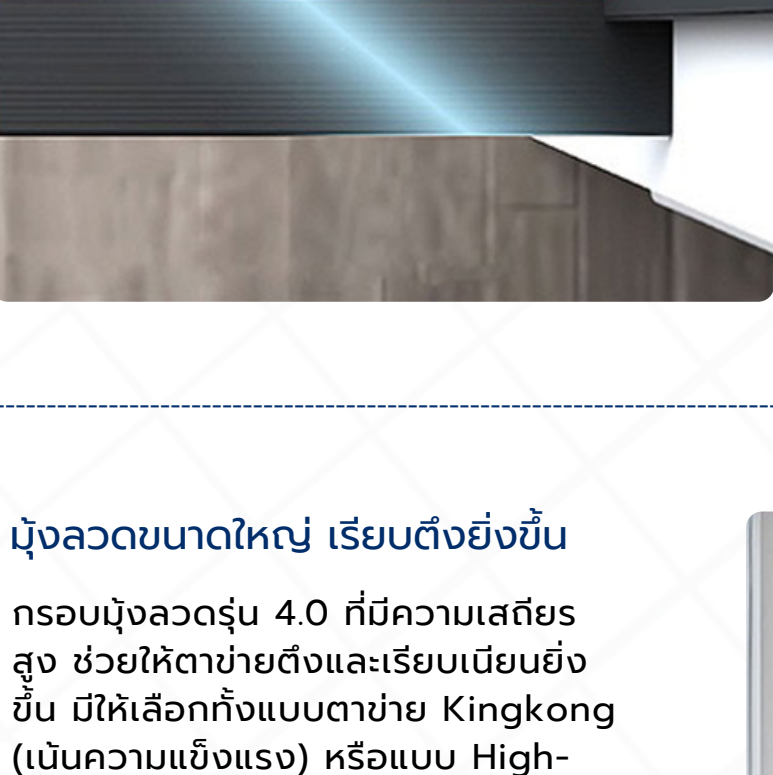 มุ้งลวดขนาดใหญ่ เรียบตึงยิ่งขึ้น
กรอบมุ้งลวดรุ่น 4.0 ที่มีความเสถียร
สูง ช่วยให้ตาข่ายตึงและเรียบเนียนยิ่ง
ขึ้น มีให้เลือกทั้งแบบตาข่าย Kingkong
(เน้นความแข็งแรง) หรือแบบ High-